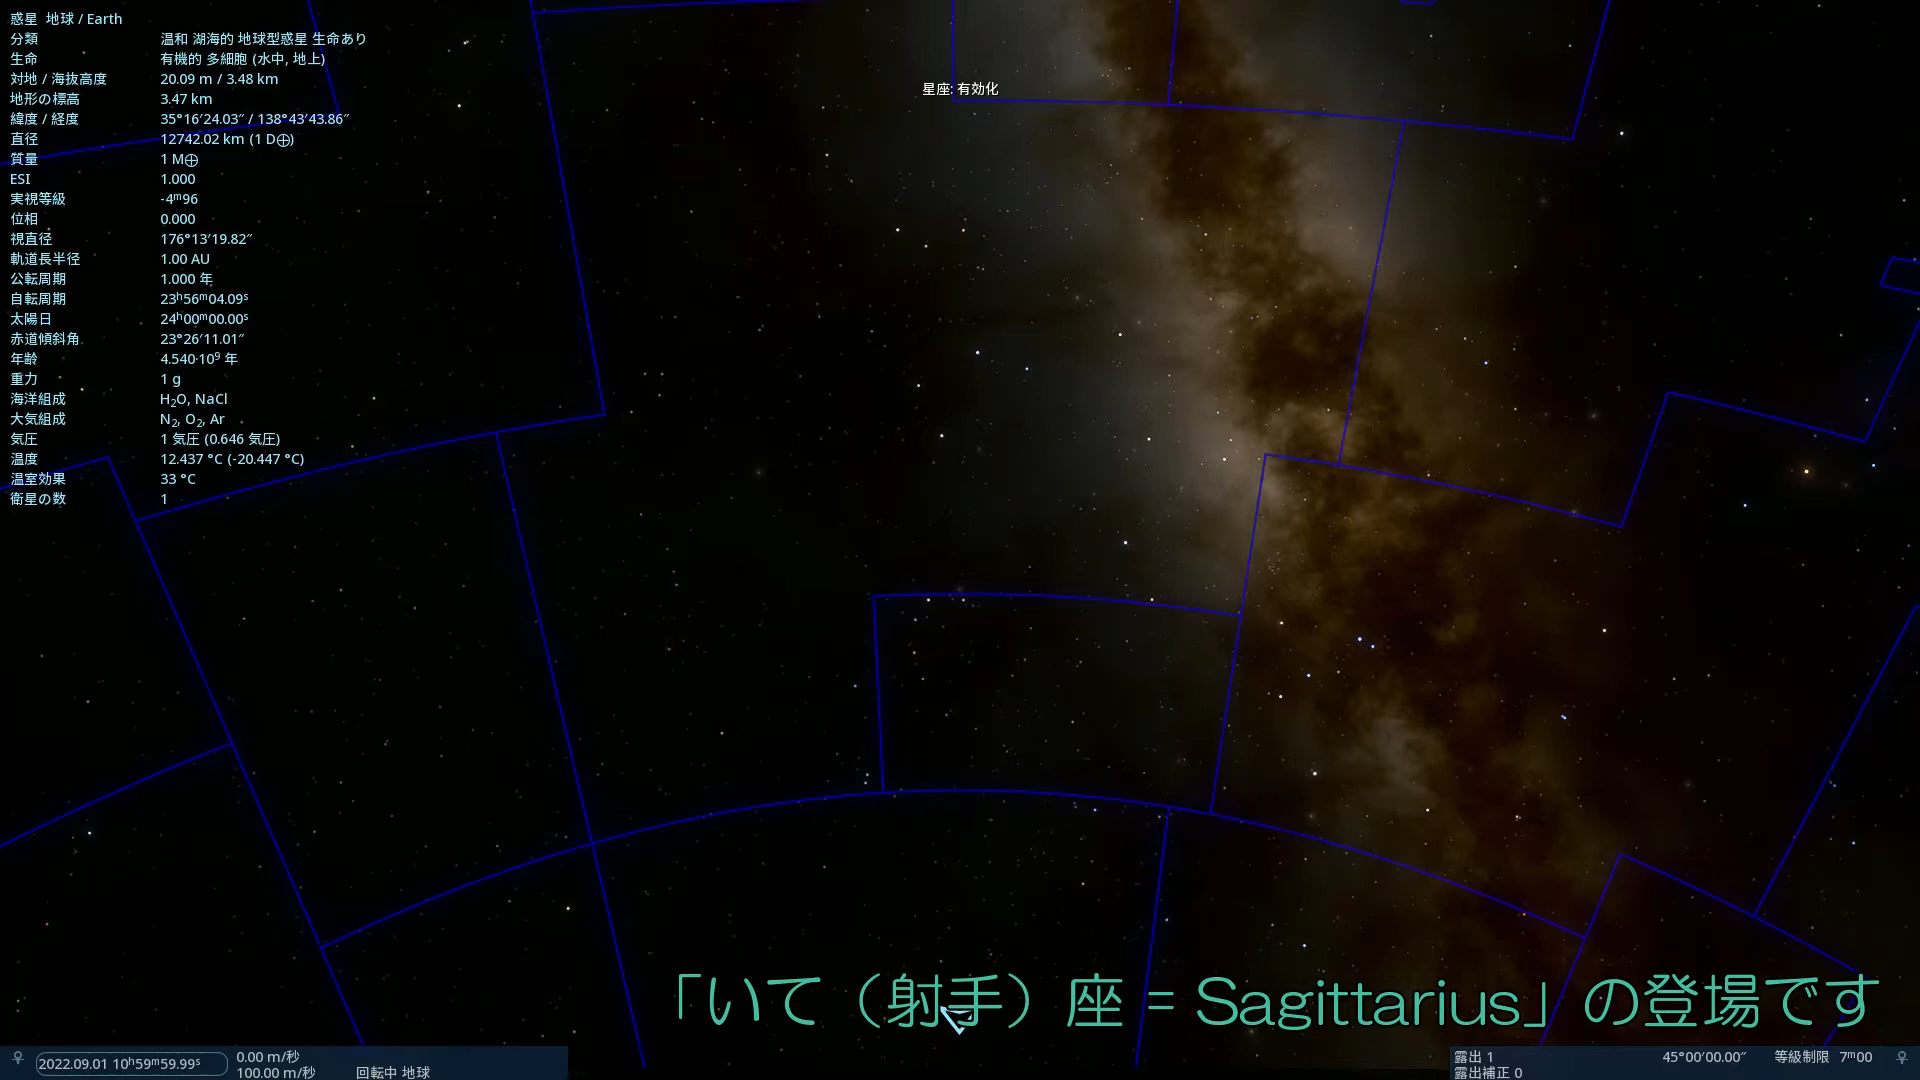 惑星 地球 / Earth
分類 温和 湖海的 地球型惑星 生命あり
生命 有機的 多細胞 (水中, 地上)
対地 / 海抜高度 20.09 m / 3.48 km
地形の標高 3.47 km
緯度 / 経度 35°16′24.03″ / 138°43′43.86″
直径 12742.02 km (1 D⨁)
質量 1 M⨁
ESI 1.000
実視等級 -4ᵐ96
位相 0.000
視直径 176°13′19.82″
軌道長半径 1.00 AU
公転周期 1.000 年
自転周期 23ʰ56ᵐ04.09ˢ
太陽日 24ʰ00ᵐ00.00ˢ
赤道傾斜角 23°26′11.01″
年齢 4.540·10⁹ 年
重力 1 g
海洋組成 H₂O, NaCl
大気組成 N₂, O₂, Ar
気圧 1 気圧 (0.646 気圧)
温度 12.437 °C (-20.447 °C)
温室効果 33 °C
衛星の数 1
星座: 有効化
「いて（射手）座 = Sagittarius」の登場です
2022.09.01 10ʰ59ᵐ59.99ˢ
0.00 m/秒
100.00 m/秒 回転中 地球
露出 1 45°00′00.00″ 等級制限 7ᵐ00
露出補正 0